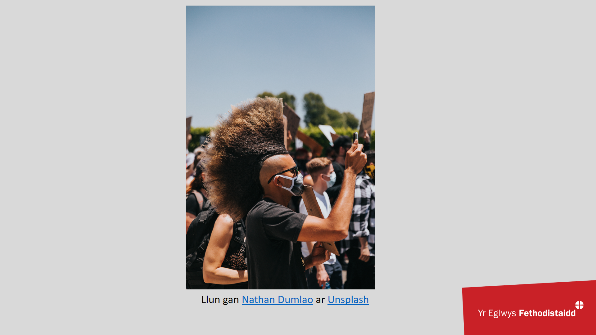 Llun gan Nathan Dumlao ar Unsplash
Yr Eglwys Fethodistaidd